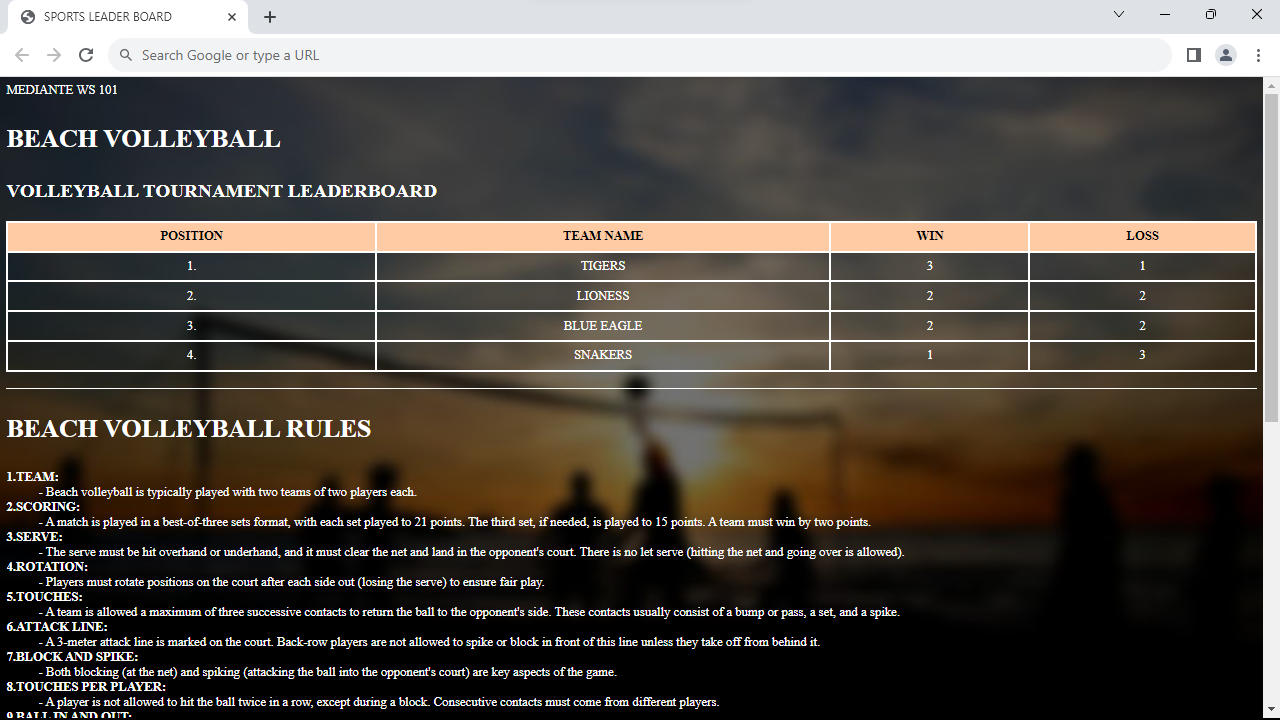 SPORTS LEADER BOARD
Search Google or type a URL
MEDIANTE WS 101
BEACH VOLLEYBALL
VOLLEYBALL TOURNAMENT LEADERBOARD
POSITION TEAM NAME WIN LOSS
1. TIGERS 3 1
2. LIONESS 2 2
3. BLUE EAGLE 2 2
4. SNAKERS 1 3
BEACH VOLLEYBALL RULES
1.TEAM:
- Beach volleyball is typically played with two teams of two players each.
2.SCORING:
- A match is played in a best-of-three sets format, with each set played to 21 points. The third set, if needed, is played to 15 points. A team must win by two points.
3.SERVE:
- The serve must be hit overhand or underhand, and it must clear the net and land in the opponent's court. There is no let serve (hitting the net and going over is allowed).
4.ROTATION:
- Players must rotate positions on the court after each side out (losing the serve) to ensure fair play.
5.TOUCHES:
- A team is allowed a maximum of three successive contacts to return the ball to the opponent's side. These contacts usually consist of a bump or pass, a set, and a spike.
6.ATTACK LINE:
- A 3-meter attack line is marked on the court. Back-row players are not allowed to spike or block in front of this line unless they take off from behind it.
7.BLOCK AND SPIKE:
- Both blocking (at the net) and spiking (attacking the ball into the opponent's court) are key aspects of the game.
8.TOUCHES PER PLAYER:
- A player is not allowed to hit the ball twice in a row, except during a block. Consecutive contacts must come from different players.
9.BALL IN AND OUT: